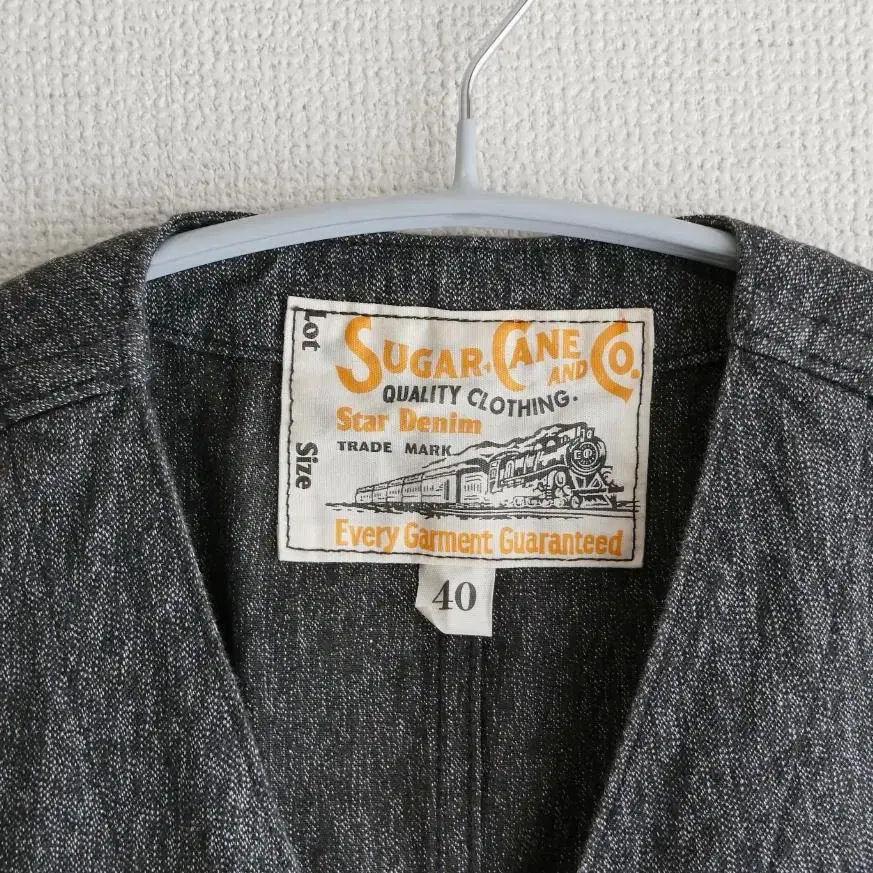 Lot
Size
SUGAR CANE AND CO.
QUALITY CLOTHING.
Star Denim
TRADE MARK
Every Garment Guaranteed
40